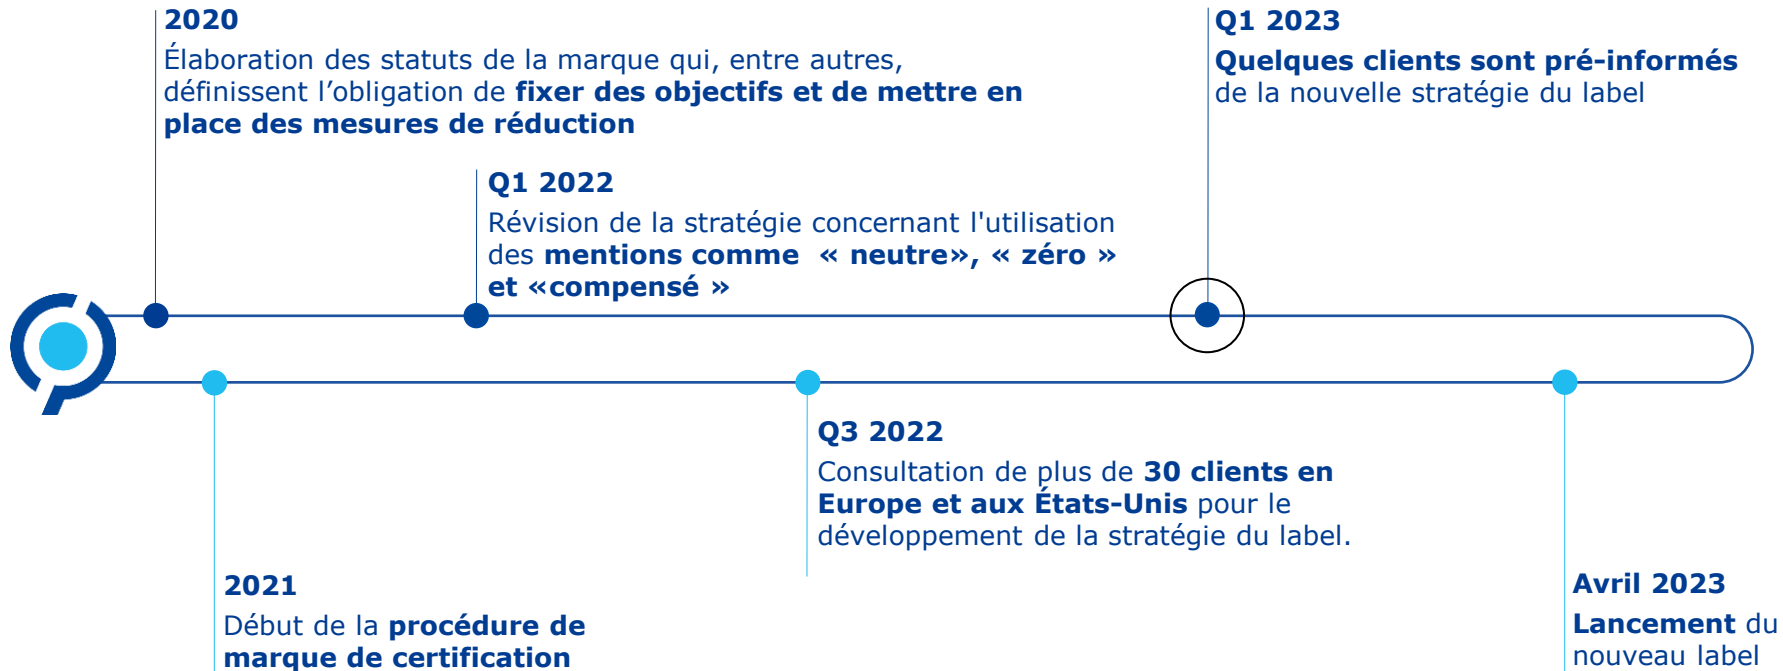 2020
Élaboration des statuts de la marque qui, entre autres,
définissent l’obligation de fixer des objectifs et de mettre en
place des mesures de réduction
Q1 2022
Révision de la stratégie concernant l'utilisation
des mentions comme « neutre», « zéro »
et «compensé »
Q1 2023
Quelques clients sont pré-informés
de la nouvelle stratégie du label
2021
Début de la procédure de
marque de certification
Q3 2022
Consultation de plus de 30 clients en
Europe et aux États-Unis pour le
développement de la stratégie du label.
Avril 2023
Lancement du
nouveau label